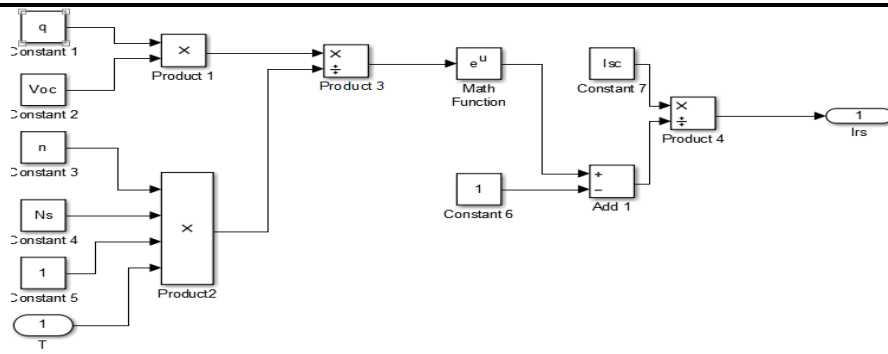 q
Constant 1
×
Product 1
Voc
Constant 2
×
÷
Product 3
e^u
Math
Function
Isc
Constant 7
×
÷
Product 4
1
Irs
n
Constant 3
Ns
Constant 4
1
Constant 5
×
Product2
1
T
1
Constant 6
+
−
Add 1